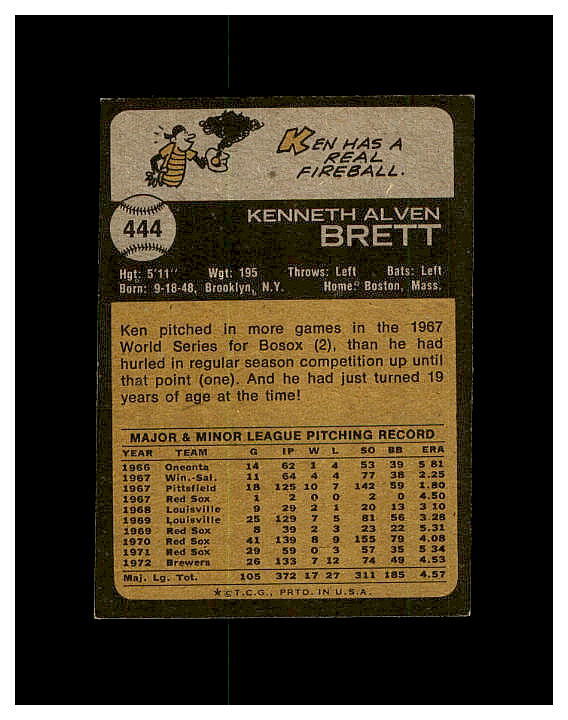 KEN HAS A
REAL
FIREBALL.
444
KENNETH ALVEN
BRETT
Hgt: 5'11" Wgt: 195 Throws: Left Bats: Left
Born: 9-18-48, Brooklyn, N.Y. Home: Boston, Mass.
Ken pitched in more games in the 1967
World Series for Bosox (2), than he had
hurled in regular season competition up until
that point (one). And he had just turned 19
years of age at the time!
MAJOR & MINOR LEAGUE PITCHING RECORD
YEAR TEAM G IP W L SO BB ERA
1966 Oneonta 14 62 1 4 53 39 5.81
1967 Win.-Sal. 11 64 4 4 77 38 2.25
1967 Pittsfield 18 125 10 7 142 59 1.80
1967 Red Sox 1 2 0 0 2 0 4.50
1968 Louisville 9 29 2 1 20 13 3.10
1969 Louisville 25 129 7 5 81 56 3.28
1969 Red Sox 8 39 2 3 23 22 5.31
1970 Red Sox 41 139 8 9 155 79 4.08
1971 Red Sox 29 59 0 3 57 35 5.34
1972 Brewers 26 133 7 12 74 49 4.53
Maj. Lg. Tot. 105 372 17 27 311 185 4.57
★©T.C.G., PRTD. IN U.S.A.